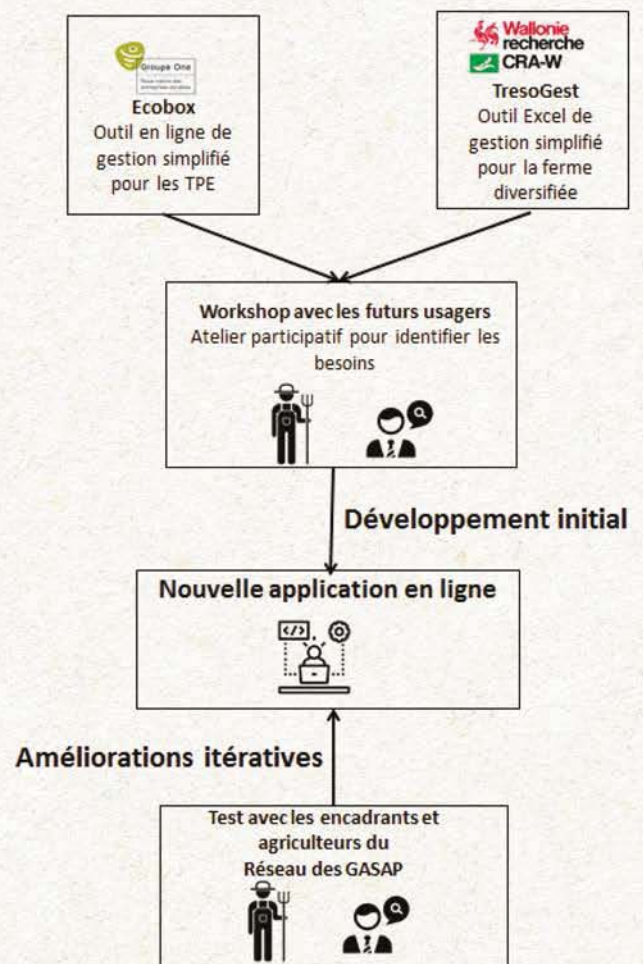 Groupe One
Ecobox
Outil en ligne de
gestion simplifié
pour les TPE
Wallonie
recherche
CRA-W
TresoGest
Outil Excel de
gestion simplifié
pour la ferme
diversifiée
Workshop avec les futurs usagers
Atelier participatif pour identifier les
besoins
Développement initial
Nouvelle application en ligne
</>
Améliorations itératives
Test avec les encadrants et
agriculteurs du
Réseau des GASAP